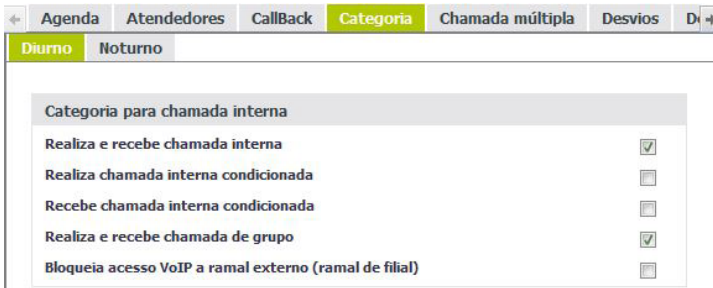 Agenda Atendedores CallBack Categoria Chamada múltipla Desvios
Diurno Noturno
Categoria para chamada interna
Realiza e recebe chamada interna
Realiza chamada interna condicionada
Recebe chamada interna condicionada
Realiza e recebe chamada de grupo
Bloqueia acesso VoIP a ramal externo (ramal de filial)